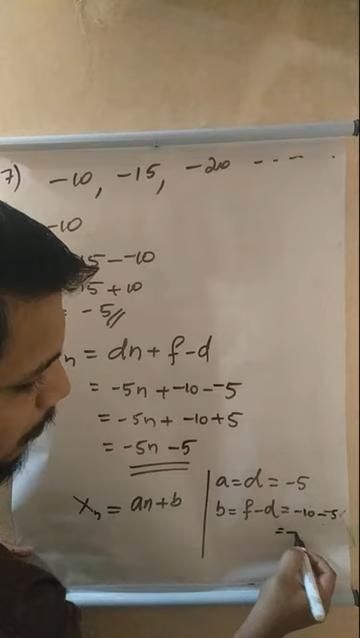 7) -10, -15, -20 ----.
-10
15 - -10
-15 + 10
= -5//
n = dn + f-d
= -5n + -10 - -5
= -5n + -10 + 5
= -5n - 5
xₙ = an + b
a = d = -5
b = f-d = -10 - -5
= -